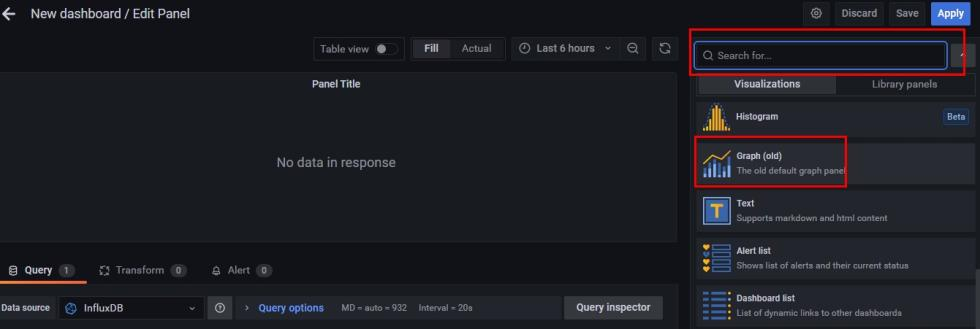 New dashboard / Edit Panel
Discard
Save
Apply
Table view
Fill
Actual
Last 6 hours
Search for...
Panel Title
No data in response
Visualizations
Library panels
Histogram
Beta
Graph (old)
The old default graph panel
Text
Supports markdown and html content
Alert list
Shows list of alerts and their current status
Dashboard list
List of dynamic links to other dashboards
Query 1
Transform 0
Alert 0
Data source
InfluxDB
Query options
MD = auto = 932
Interval = 20s
Query inspector